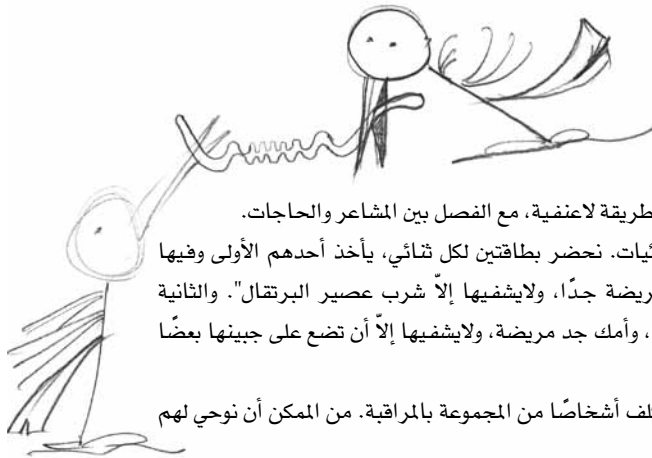 طريقة لاعنفية، مع الفصل بين المشاعر والحاجات.
ئيات. نحضر بطاقتين لكل ثنائي، يأخذ أحدهم الأولى وفيها
ريضة جدًا، ولايشفيها إلاّ شرب عصير البرتقال". والثانية
، وأمك جد مريضة، ولايشفيها إلاّ أن تضع على جبينها بعضًا
لف أشخاصًا من المجموعة بالمراقبة. من الممكن أن نوحي لهم